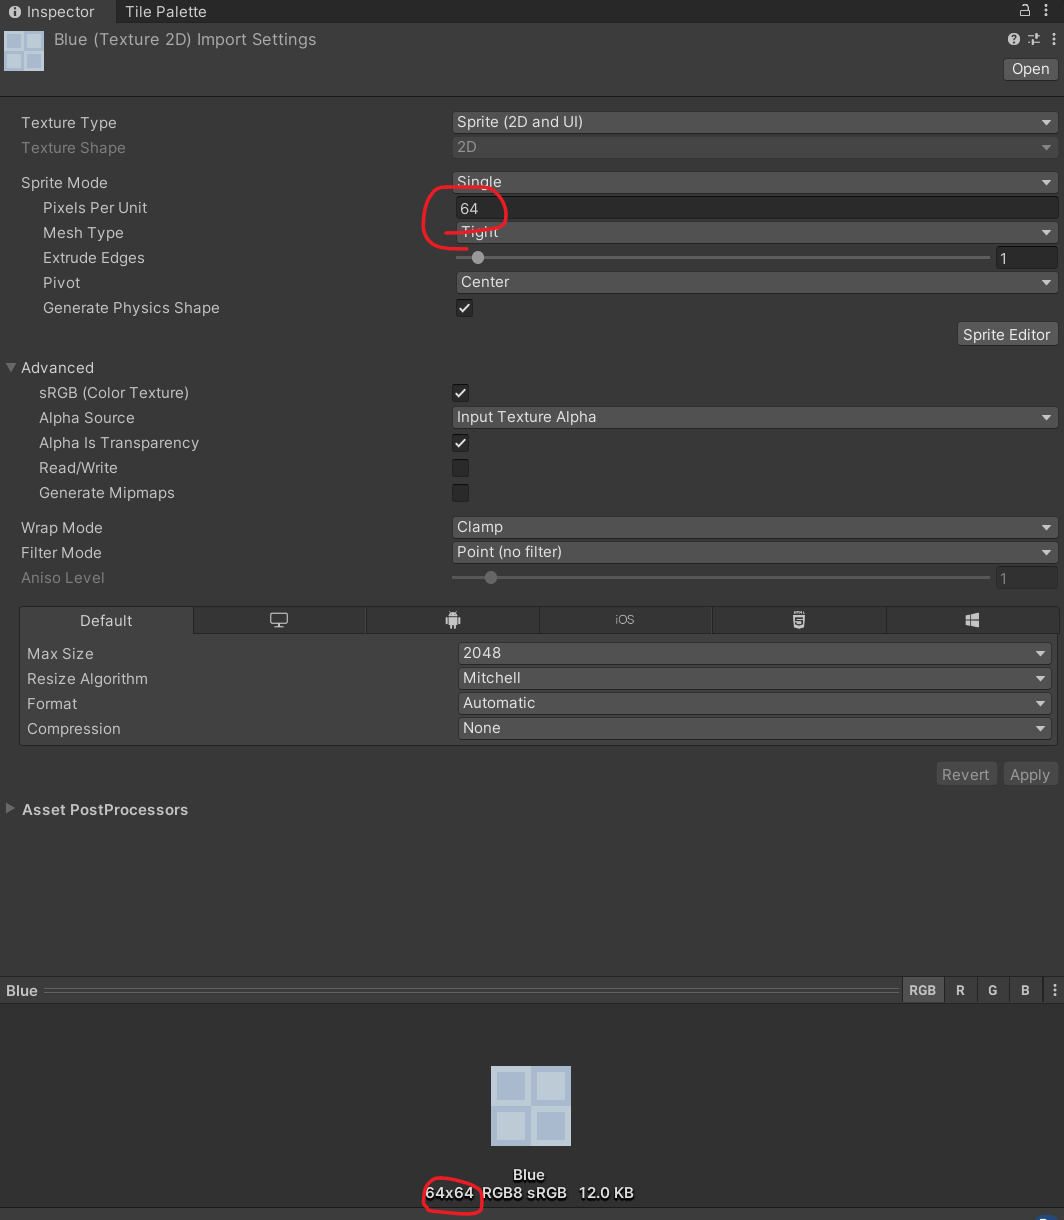 Inspector Tile Palette
Blue (Texture 2D) Import Settings
Open
Texture Type Sprite (2D and UI)
Texture Shape 2D
Sprite Mode Single
Pixels Per Unit 64
Mesh Type Tight
Extrude Edges 1
Pivot Center
Generate Physics Shape
Sprite Editor
Advanced
sRGB (Color Texture)
Alpha Source Input Texture Alpha
Alpha Is Transparency
Read/Write
Generate Mipmaps
Wrap Mode Clamp
Filter Mode Point (no filter)
Aniso Level 1
Default iOS HTML 5
Max Size 2048
Resize Algorithm Mitchell
Format Automatic
Compression None
Revert Apply
Asset PostProcessors
Blue RGB R G B
Blue
64x64 RGB8 sRGB 12.0 KB